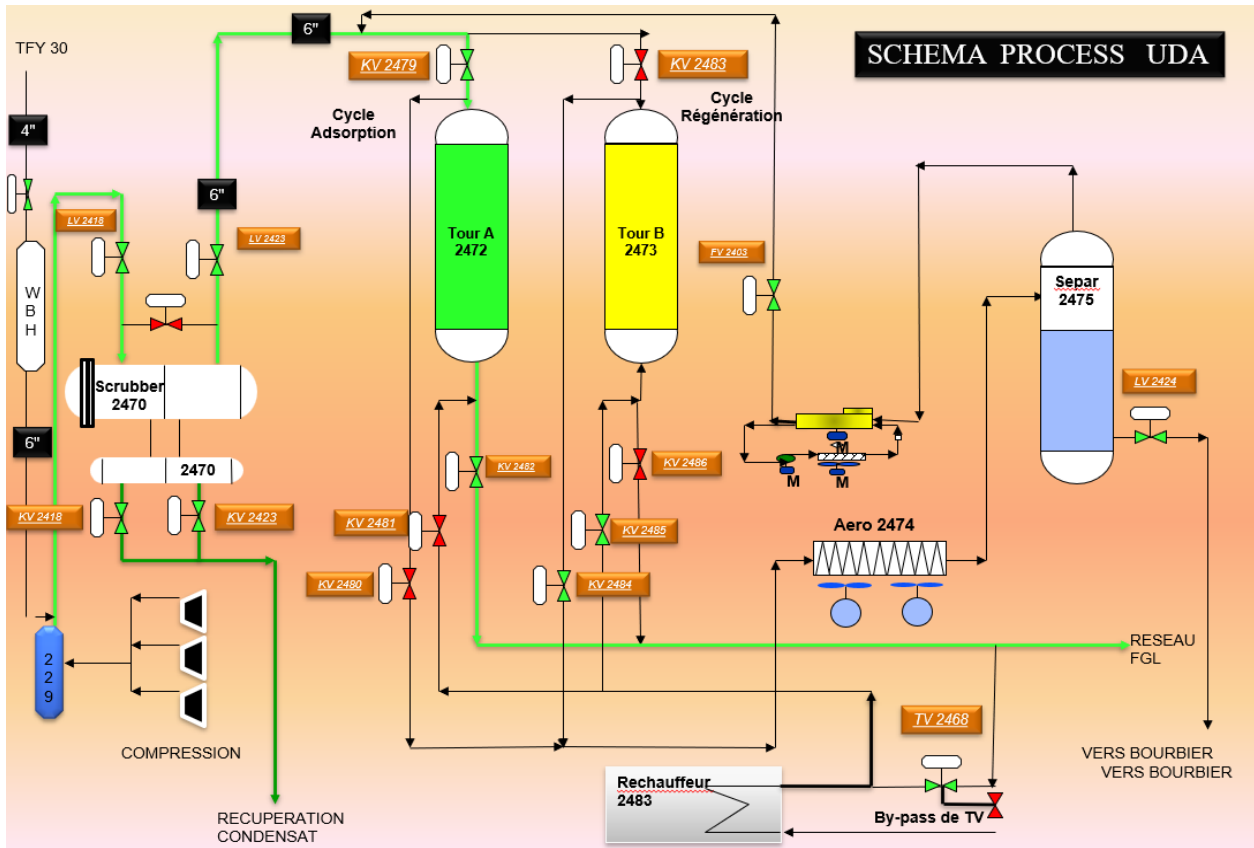 SCHEMA PROCESS UDA
TFY 30
6"
KV 2479
KV 2483
4"
Cycle
Adsorption
Cycle
Régénération
6"
LV 2418
LV 2423
Tour A
2472
Tour B
2473
FV 2403
Separ
2475
W
B
H
Scrubber
2470
LV 2424
6"
2470
KV 2482
KV 2486
M
M
M
KV 2418
KV 2423
KV 2481
KV 2485
Aero 2474
KV 2480
KV 2484
2
2
9
RESEAU
FGL
TV 2468
COMPRESSION
VERS BOURBIER
VERS BOURBIER
Rechauffeur
2483
By-pass de TV
RECUPERATION
CONDENSAT